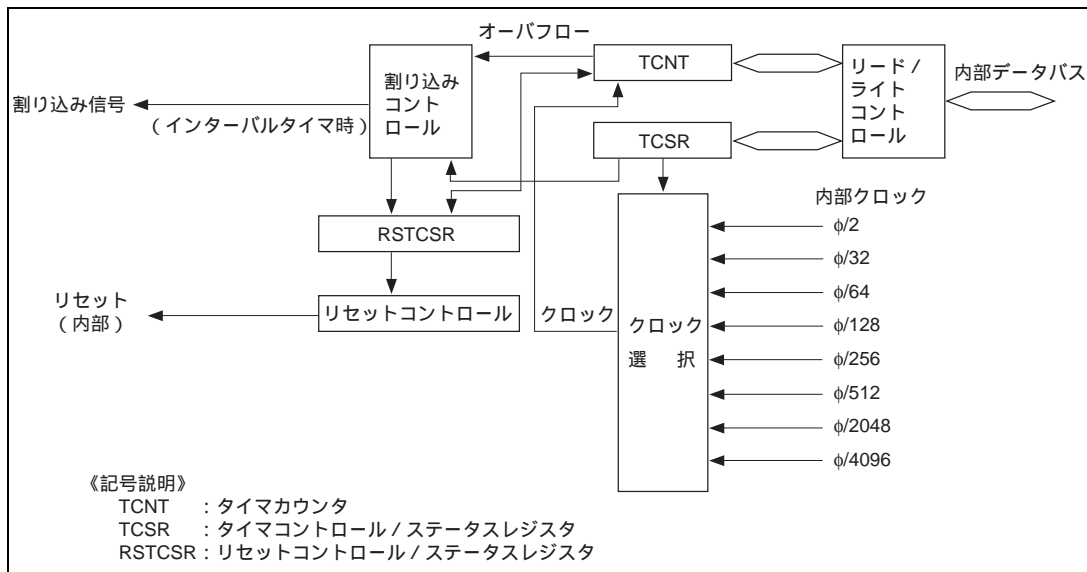 オーバフロー
割り込み
コント
ロール
TCNT
リード /
ライト
コント
ロール
内部データバス
割り込み信号
(インターバルタイマ時)
TCSR
RSTCSR
内部クロック
φ/2
φ/32
φ/64
φ/128
φ/256
φ/512
φ/2048
φ/4096
リセット
(内部)
リセットコントロール
クロック
クロック
選 択
《記号説明》
TCNT : タイマカウンタ
TCSR : タイマコントロール / ステータスレジスタ
RSTCSR : リセットコントロール / ステータスレジスタ